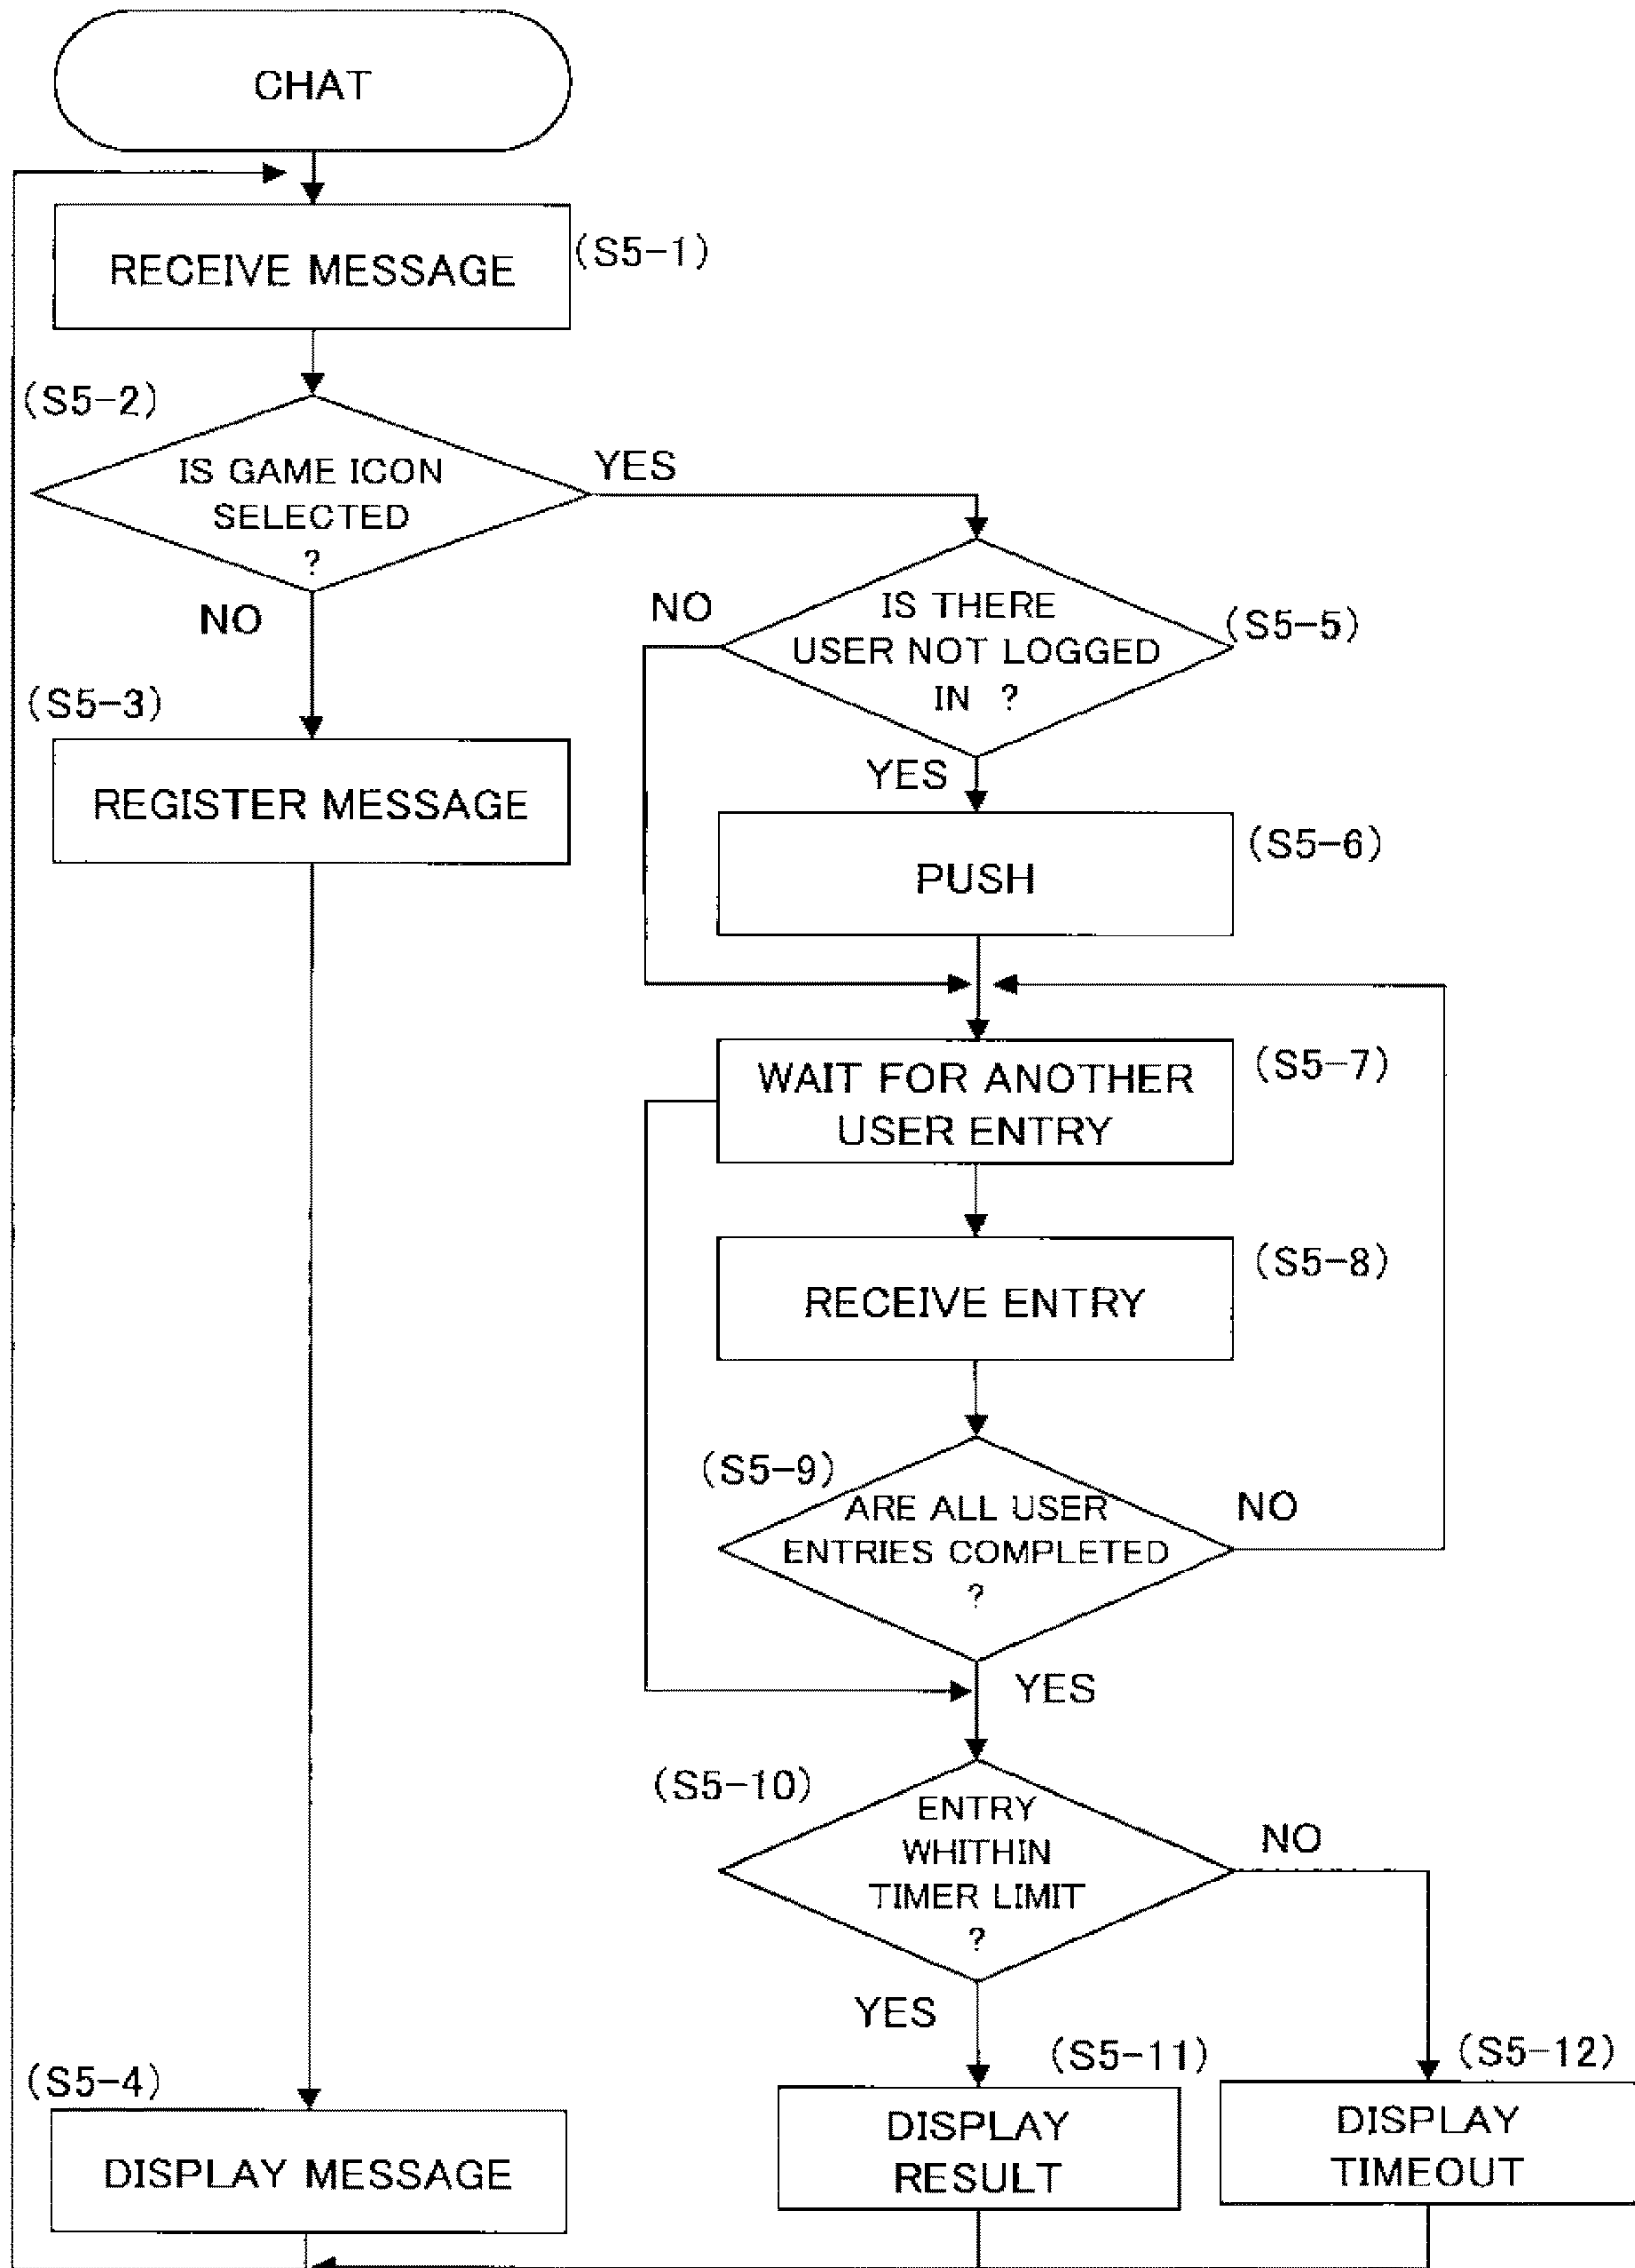 CHAT
RECEIVE MESSAGE
(S5-1)
(S5-2)
IS GAME ICON
SELECTED
?
YES
NO
IS THERE
USER NOT LOGGED
IN ?
NO
(S5-5)
YES
(S5-3)
REGISTER MESSAGE
PUSH
(S5-6)
WAIT FOR ANOTHER
USER ENTRY
(S5-7)
RECEIVE ENTRY
(S5-8)
(S5-9)
ARE ALL USER
ENTRIES COMPLETED
?
NO
YES
(S5-10)
ENTRY
WHITHIN
TIMER LIMIT
?
NO
YES
(S5-4)
DISPLAY MESSAGE
(S5-11)
DISPLAY
RESULT
(S5-12)
DISPLAY
TIMEOUT